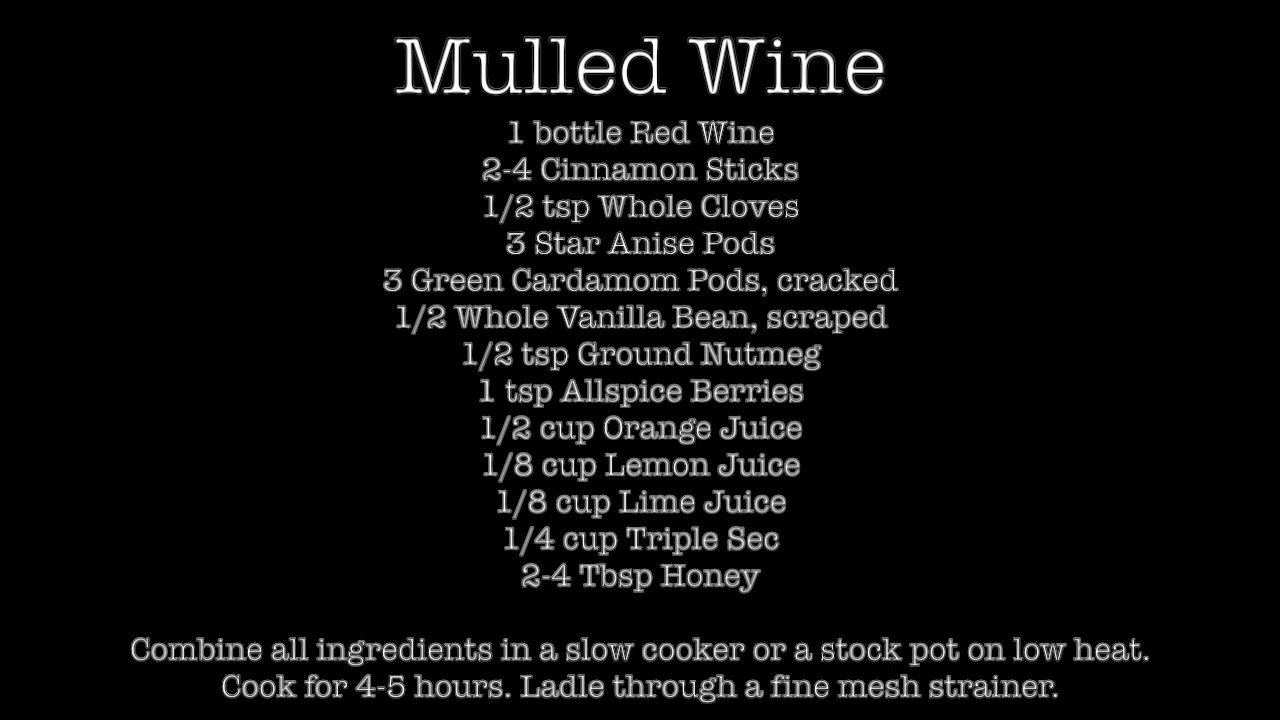 Mulled Wine
1 bottle Red Wine
2-4 Cinnamon Sticks
1/2 tsp Whole Cloves
3 Star Anise Pods
3 Green Cardamom Pods, cracked
1/2 Whole Vanilla Bean, scraped
1/2 tsp Ground Nutmeg
1 tsp Allspice Berries
1/2 cup Orange Juice
1/8 cup Lemon Juice
1/8 cup Lime Juice
1/4 cup Triple Sec
2-4 Tbsp Honey
Combine all ingredients in a slow cooker or a stock pot on low heat.
Cook for 4-5 hours. Ladle through a fine mesh strainer.